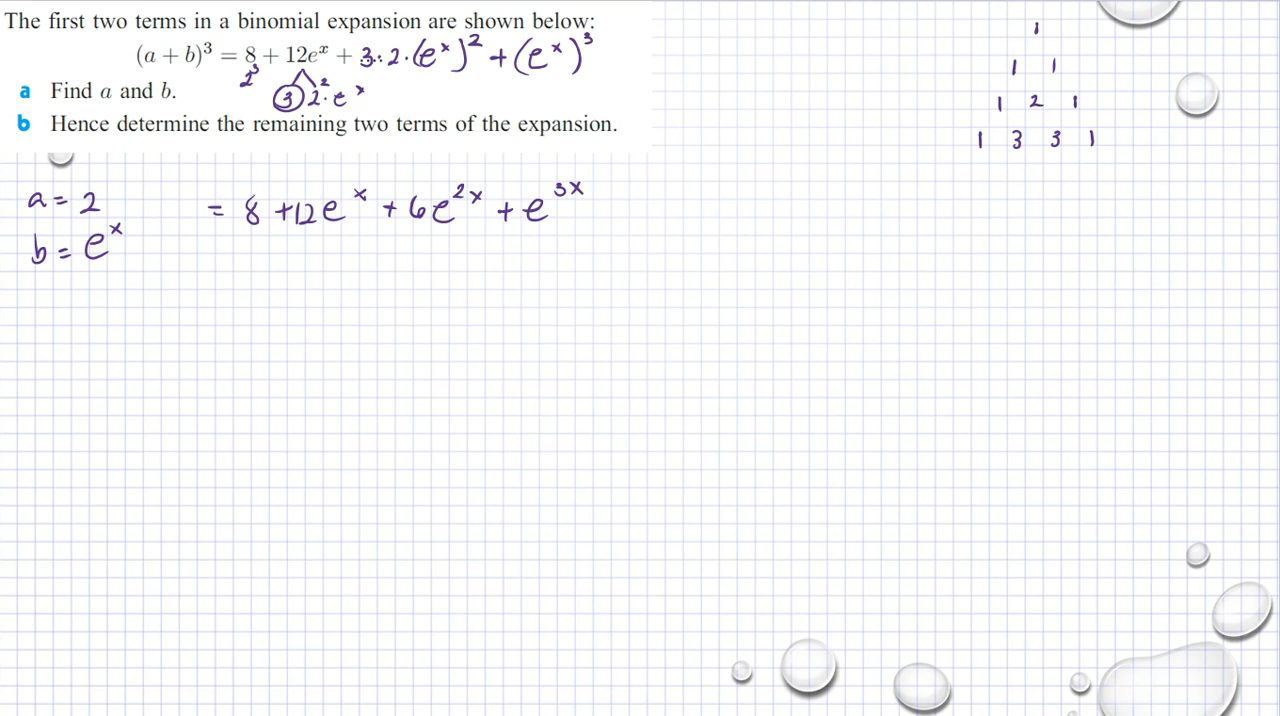 The first two terms in a binomial expansion are shown below:
(a + b)³ = 8 + 12eˣ + 3·2·(eˣ)² + (eˣ)³
2³ 3 2²·eˣ
a Find a and b.
b Hence determine the remaining two terms of the expansion.
a = 2
b = eˣ
= 8 + 12eˣ + 6e²ˣ + e³ˣ
1
1 1
1 2 1
1 3 3 1